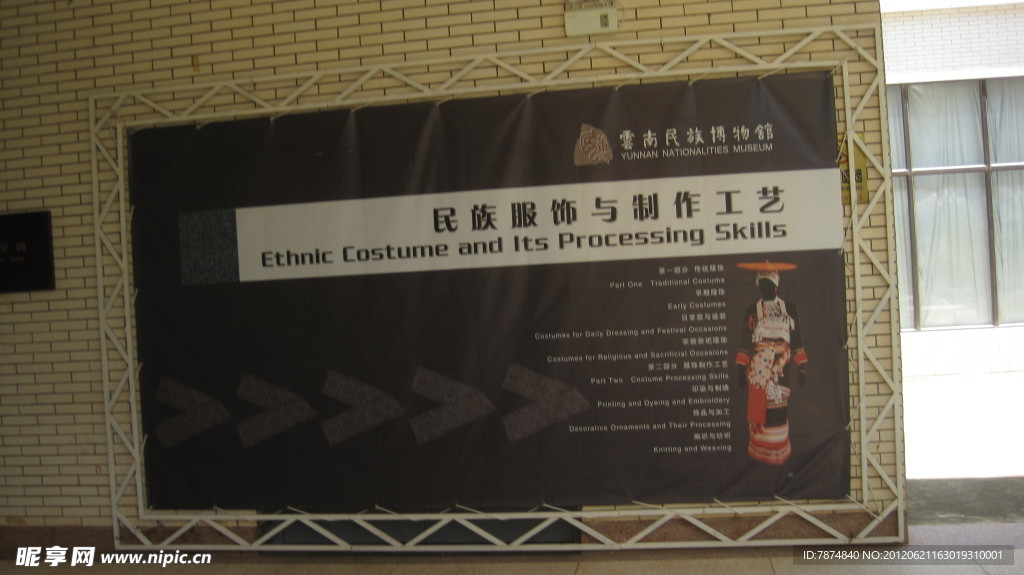 雲南民族博物館
YUNNAN NATIONALITIES MUSEUM
民族服饰与制作工艺
Ethnic Costume and Its Processing Skills
第一部分 传统服饰
Part One Traditional Costume
早期服饰
Early Costumes
日常装与盛装
Costumes for Daily Dressing and Festival Occasions
宗教祭祀服饰
Costumes for Religious and Sacrificial Occasions
第二部分 服饰制作工艺
Part Two Costume Processing Skills
印染与刺绣
Printing and Dyeing and Embroidery
饰品与加工
Decorative Ornaments and Their Processing
编织与纺织
Knitting and Weaving
昵享网 www.nipic.cn
ID:7874840 NO:20120621163019310001